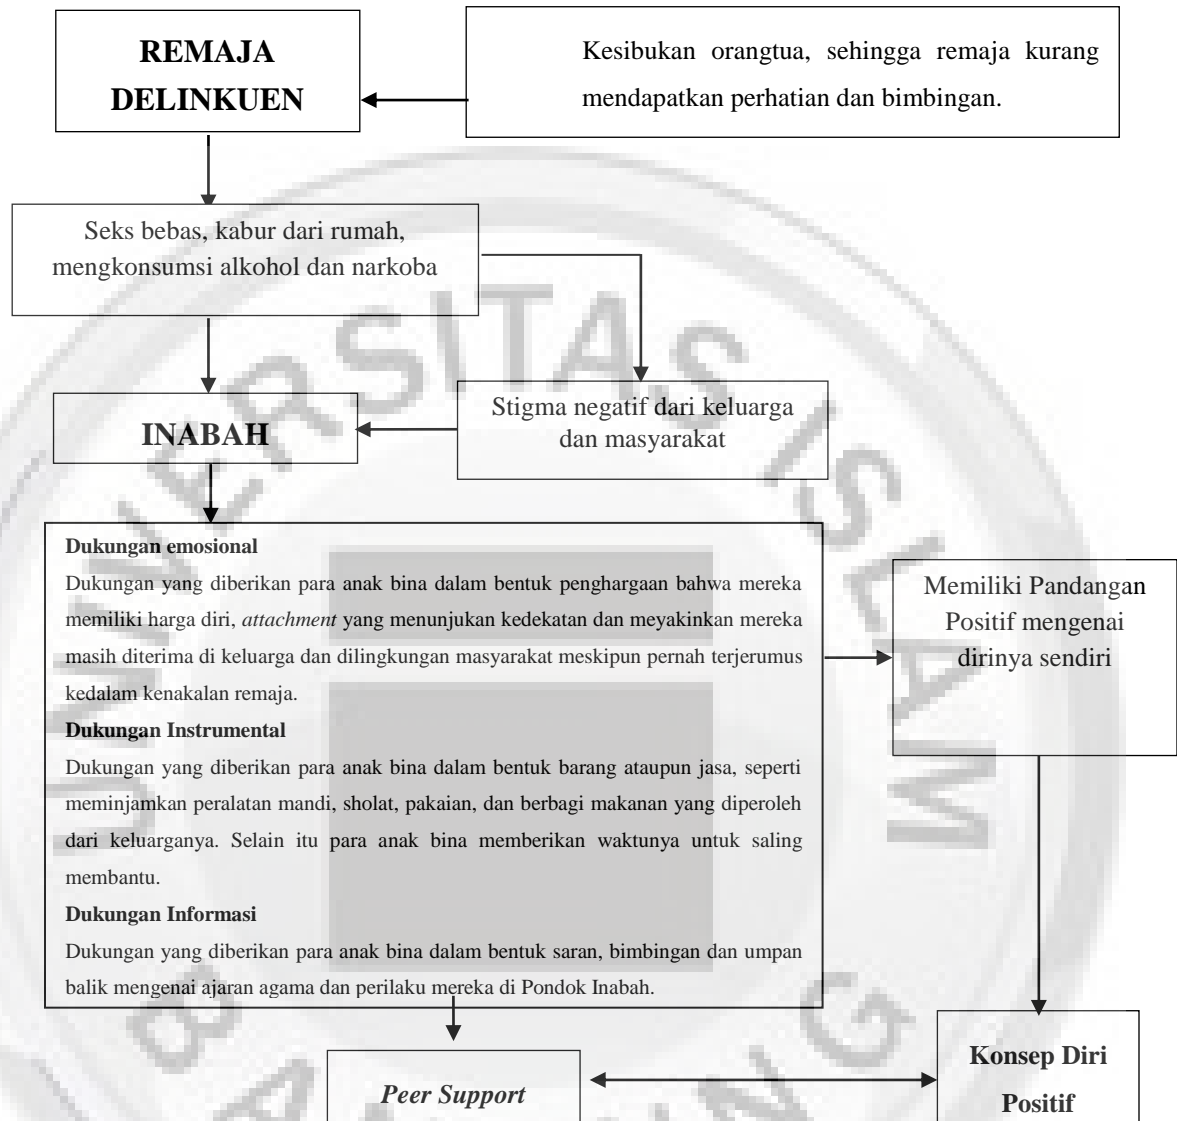 REMAJA
DELINKUEN
Kesibukan orangtua, sehingga remaja kurang
mendapatkan perhatian dan bimbingan.
Seks bebas, kabur dari rumah,
mengkonsumsi alkohol dan narkoba
Stigma negatif dari keluarga
dan masyarakat
INABAH
Dukungan emosional
Dukungan yang diberikan para anak bina dalam bentuk penghargaan bahwa mereka
memiliki harga diri, attachment yang menunjukan kedekatan dan meyakinkan mereka
masih diterima di keluarga dan dilingkungan masyarakat meskipun pernah terjerumus
kedalam kenakalan remaja.
Dukungan Instrumental
Dukungan yang diberikan para anak bina dalam bentuk barang ataupun jasa, seperti
meminjamkan peralatan mandi, sholat, pakaian, dan berbagi makanan yang diperoleh
dari keluarganya. Selain itu para anak bina memberikan waktunya untuk saling
membantu.
Dukungan Informasi
Dukungan yang diberikan para anak bina dalam bentuk saran, bimbingan dan umpan
balik mengenai ajaran agama dan perilaku mereka di Pondok Inabah.
Memiliki Pandangan
Positif mengenai
dirinya sendiri
Peer Support
Konsep Diri
Positif
UNIVERSITAS ISLAM
BANDUNG